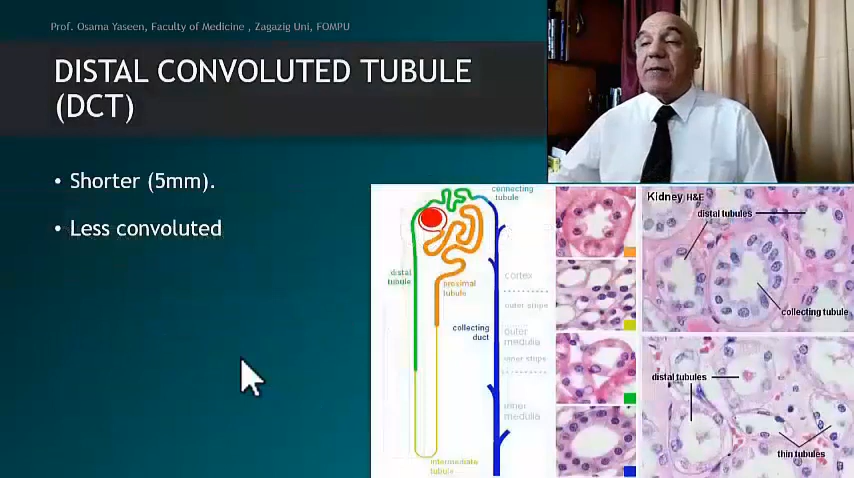 Prof. Osama Yaseen, Faculty of Medicine , Zagazig Uni, FOMPU
DISTAL CONVOLUTED TUBULE
(DCT)
• Shorter (5mm).
• Less convoluted
connecting
tubule
distal
tubule
proximal
tubule
cortex
outer stripe
collecting
duct
outer
medulla
inner stripe
inner
medulla
intermediate
tubule
Kidney H&E
distal tubules
collecting tubule
distal tubules
thin tubules